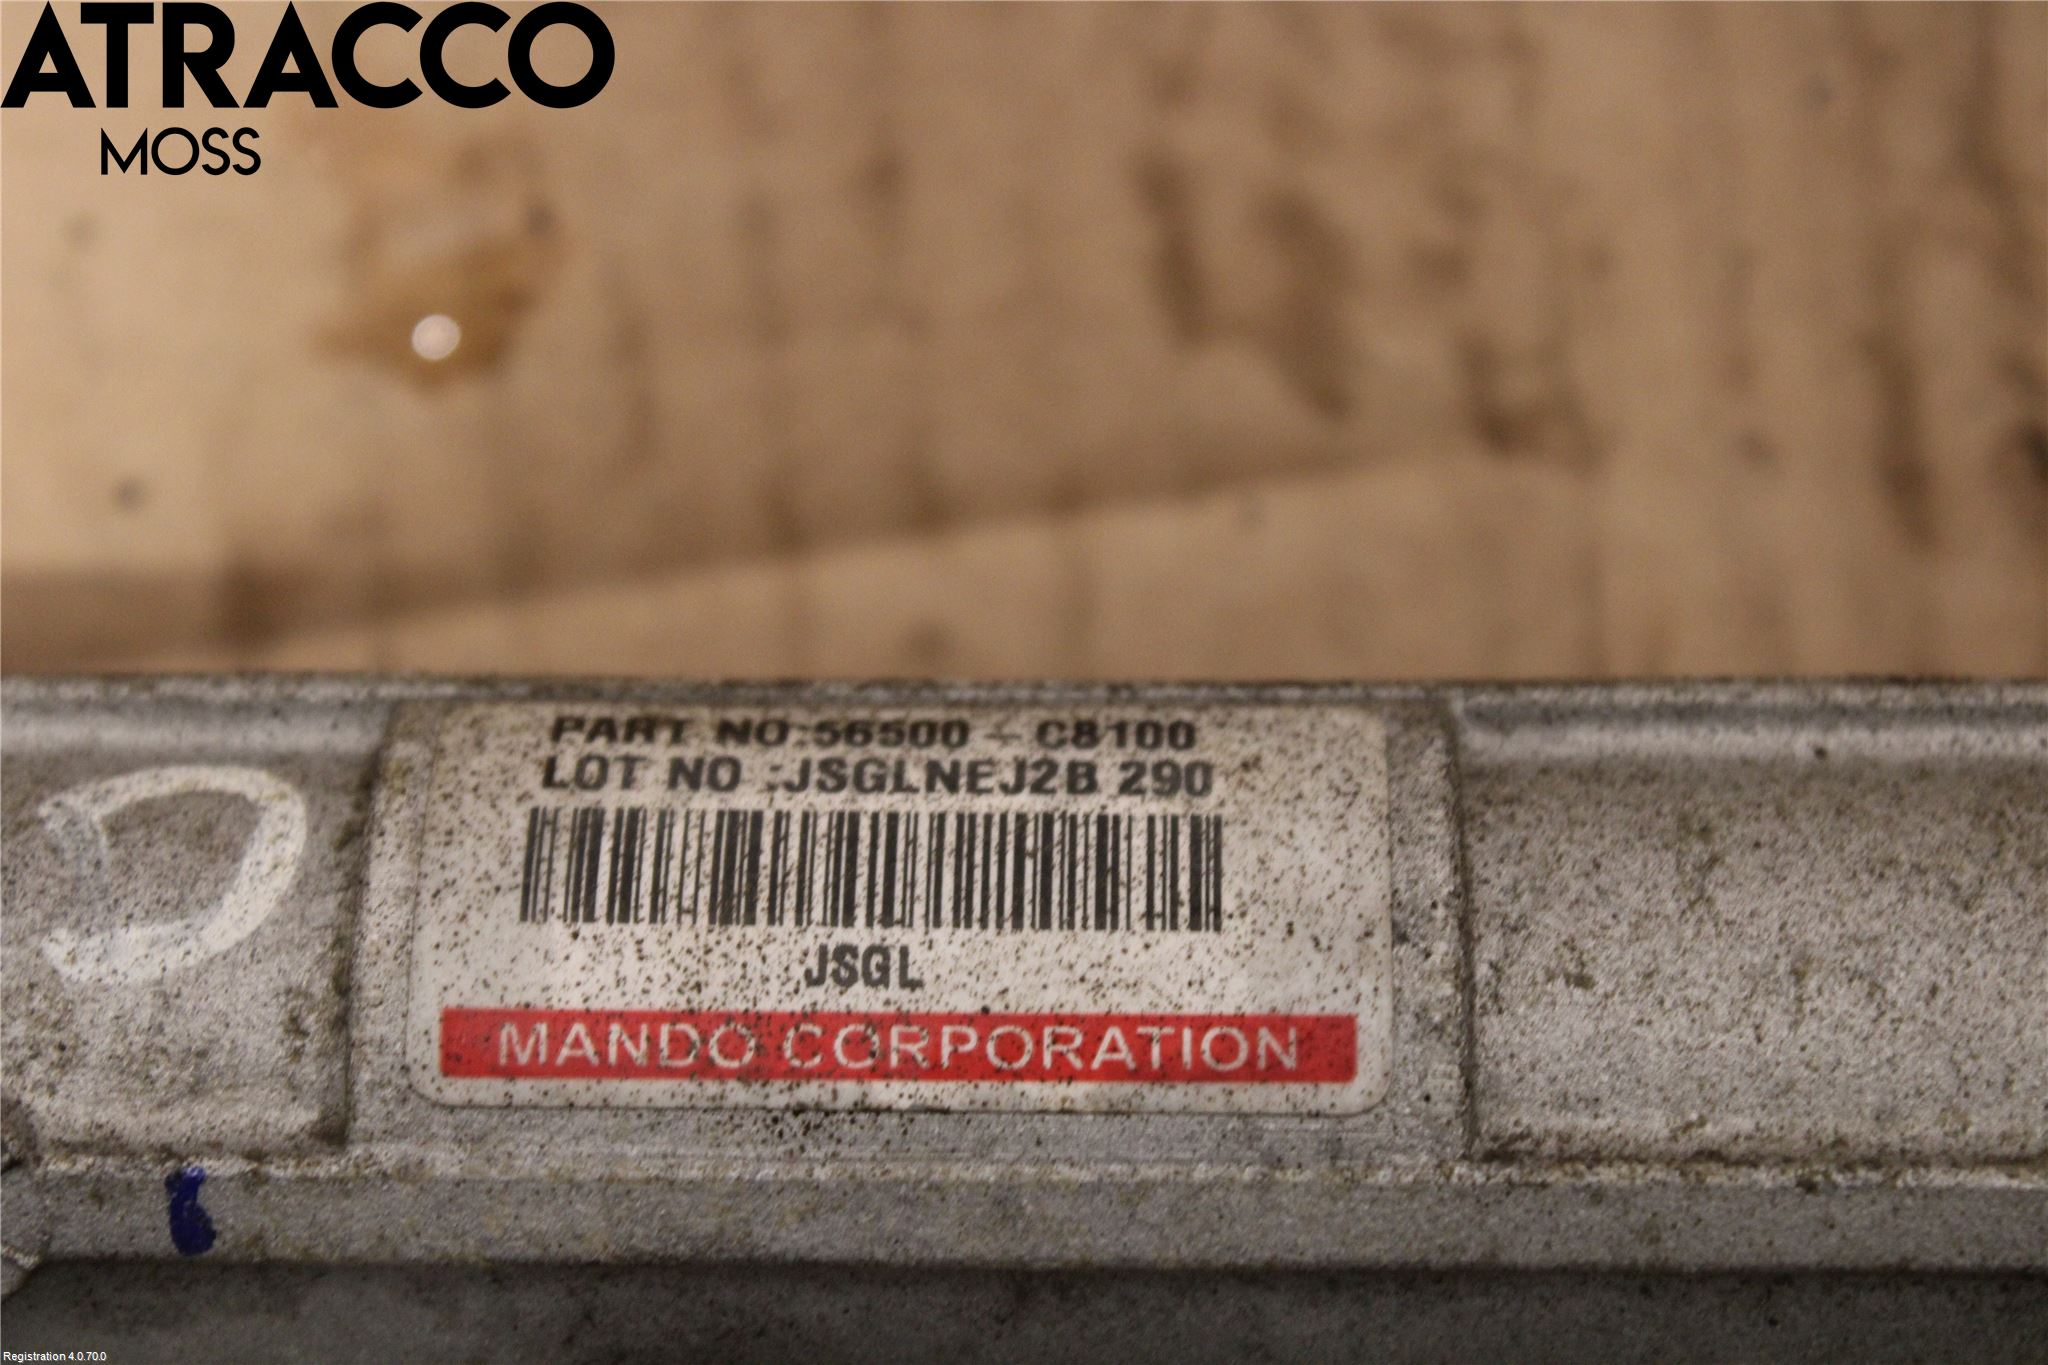 ATRACCO
MOSS
PART NO:56500-C8100
LOT NO :JSGLNEJ2B 290
JSGL
MANDO CORPORATION
Registration 4.0.70.0